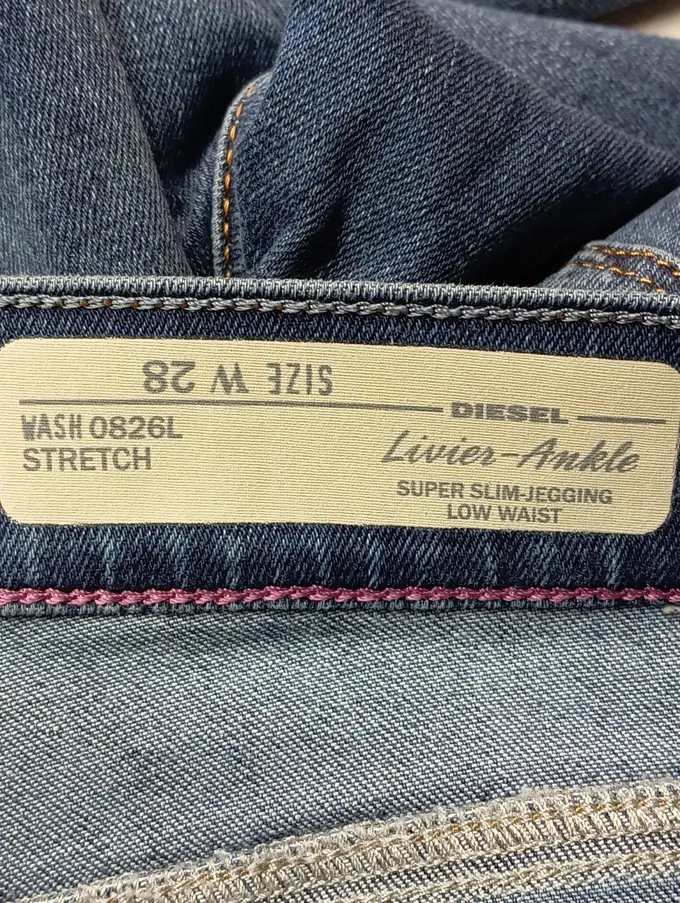 SIZE W 28
DIESEL
WASH 0826L
STRETCH
Livier-Ankle
SUPER SLIM-JEGGING
LOW WAIST